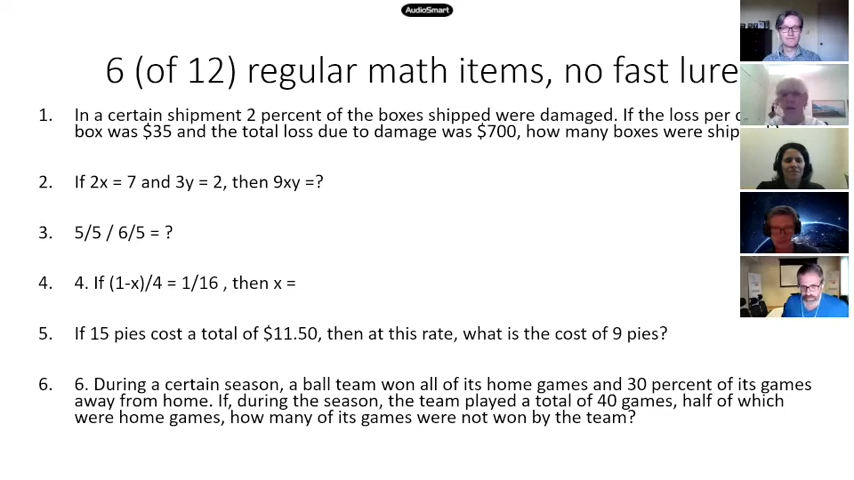 AudioSmart
6 (of 12) regular math items, no fast lure
1. In a certain shipment 2 percent of the boxes shipped were damaged. If the loss per
box was $35 and the total loss due to damage was $700, how many boxes were
2. If 2x = 7 and 3y = 2, then 9xy =?
3. 5/5 / 6/5 = ?
4. 4. If (1-x)/4 = 1/16 , then x =
5. If 15 pies cost a total of $11.50, then at this rate, what is the cost of 9 pies?
6. 6. During a certain season, a ball team won all of its home games and 30 percent of its games
away from home. If, during the season, the team played a total of 40 games, half of which
were home games, how many of its games were not won by the team?